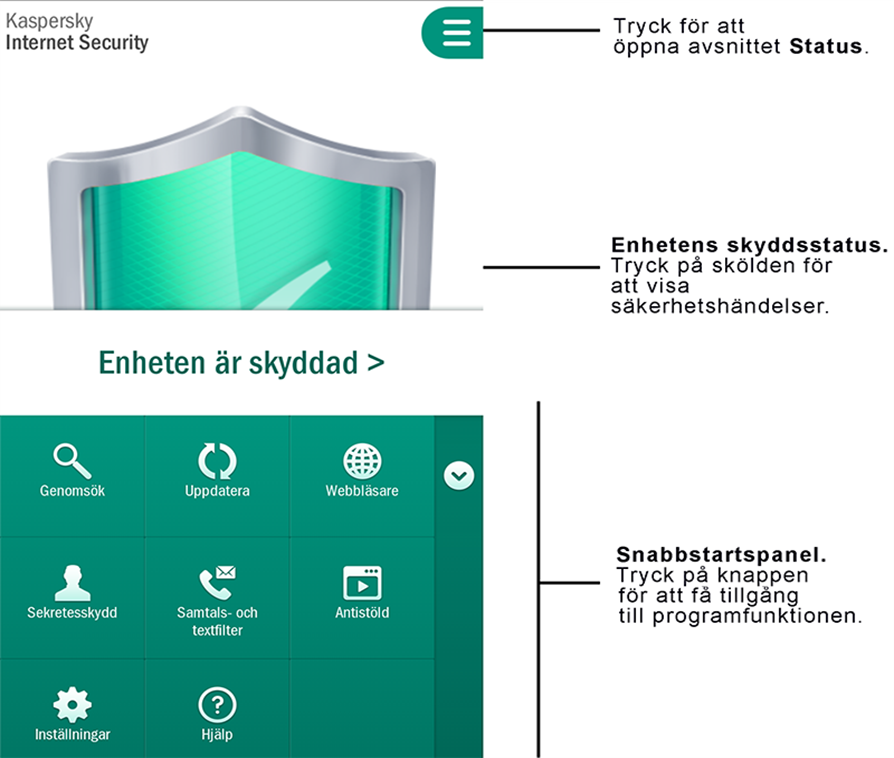 Kaspersky
Internet Security
Tryck för att
öppna avsnittet Status.
Enhetens skyddsstatus.
Tryck på skölden för
att visa
säkerhetshändelser.
Enheten är skyddad >
Genomsök
Uppdatera
Webbläsare
Sekretesskydd
Samtals- och
textfilter
Antistöld
Inställningar
Hjälp
Snabbstartspanel.
Tryck på knappen
för att få tillgång
till programfunktionen.